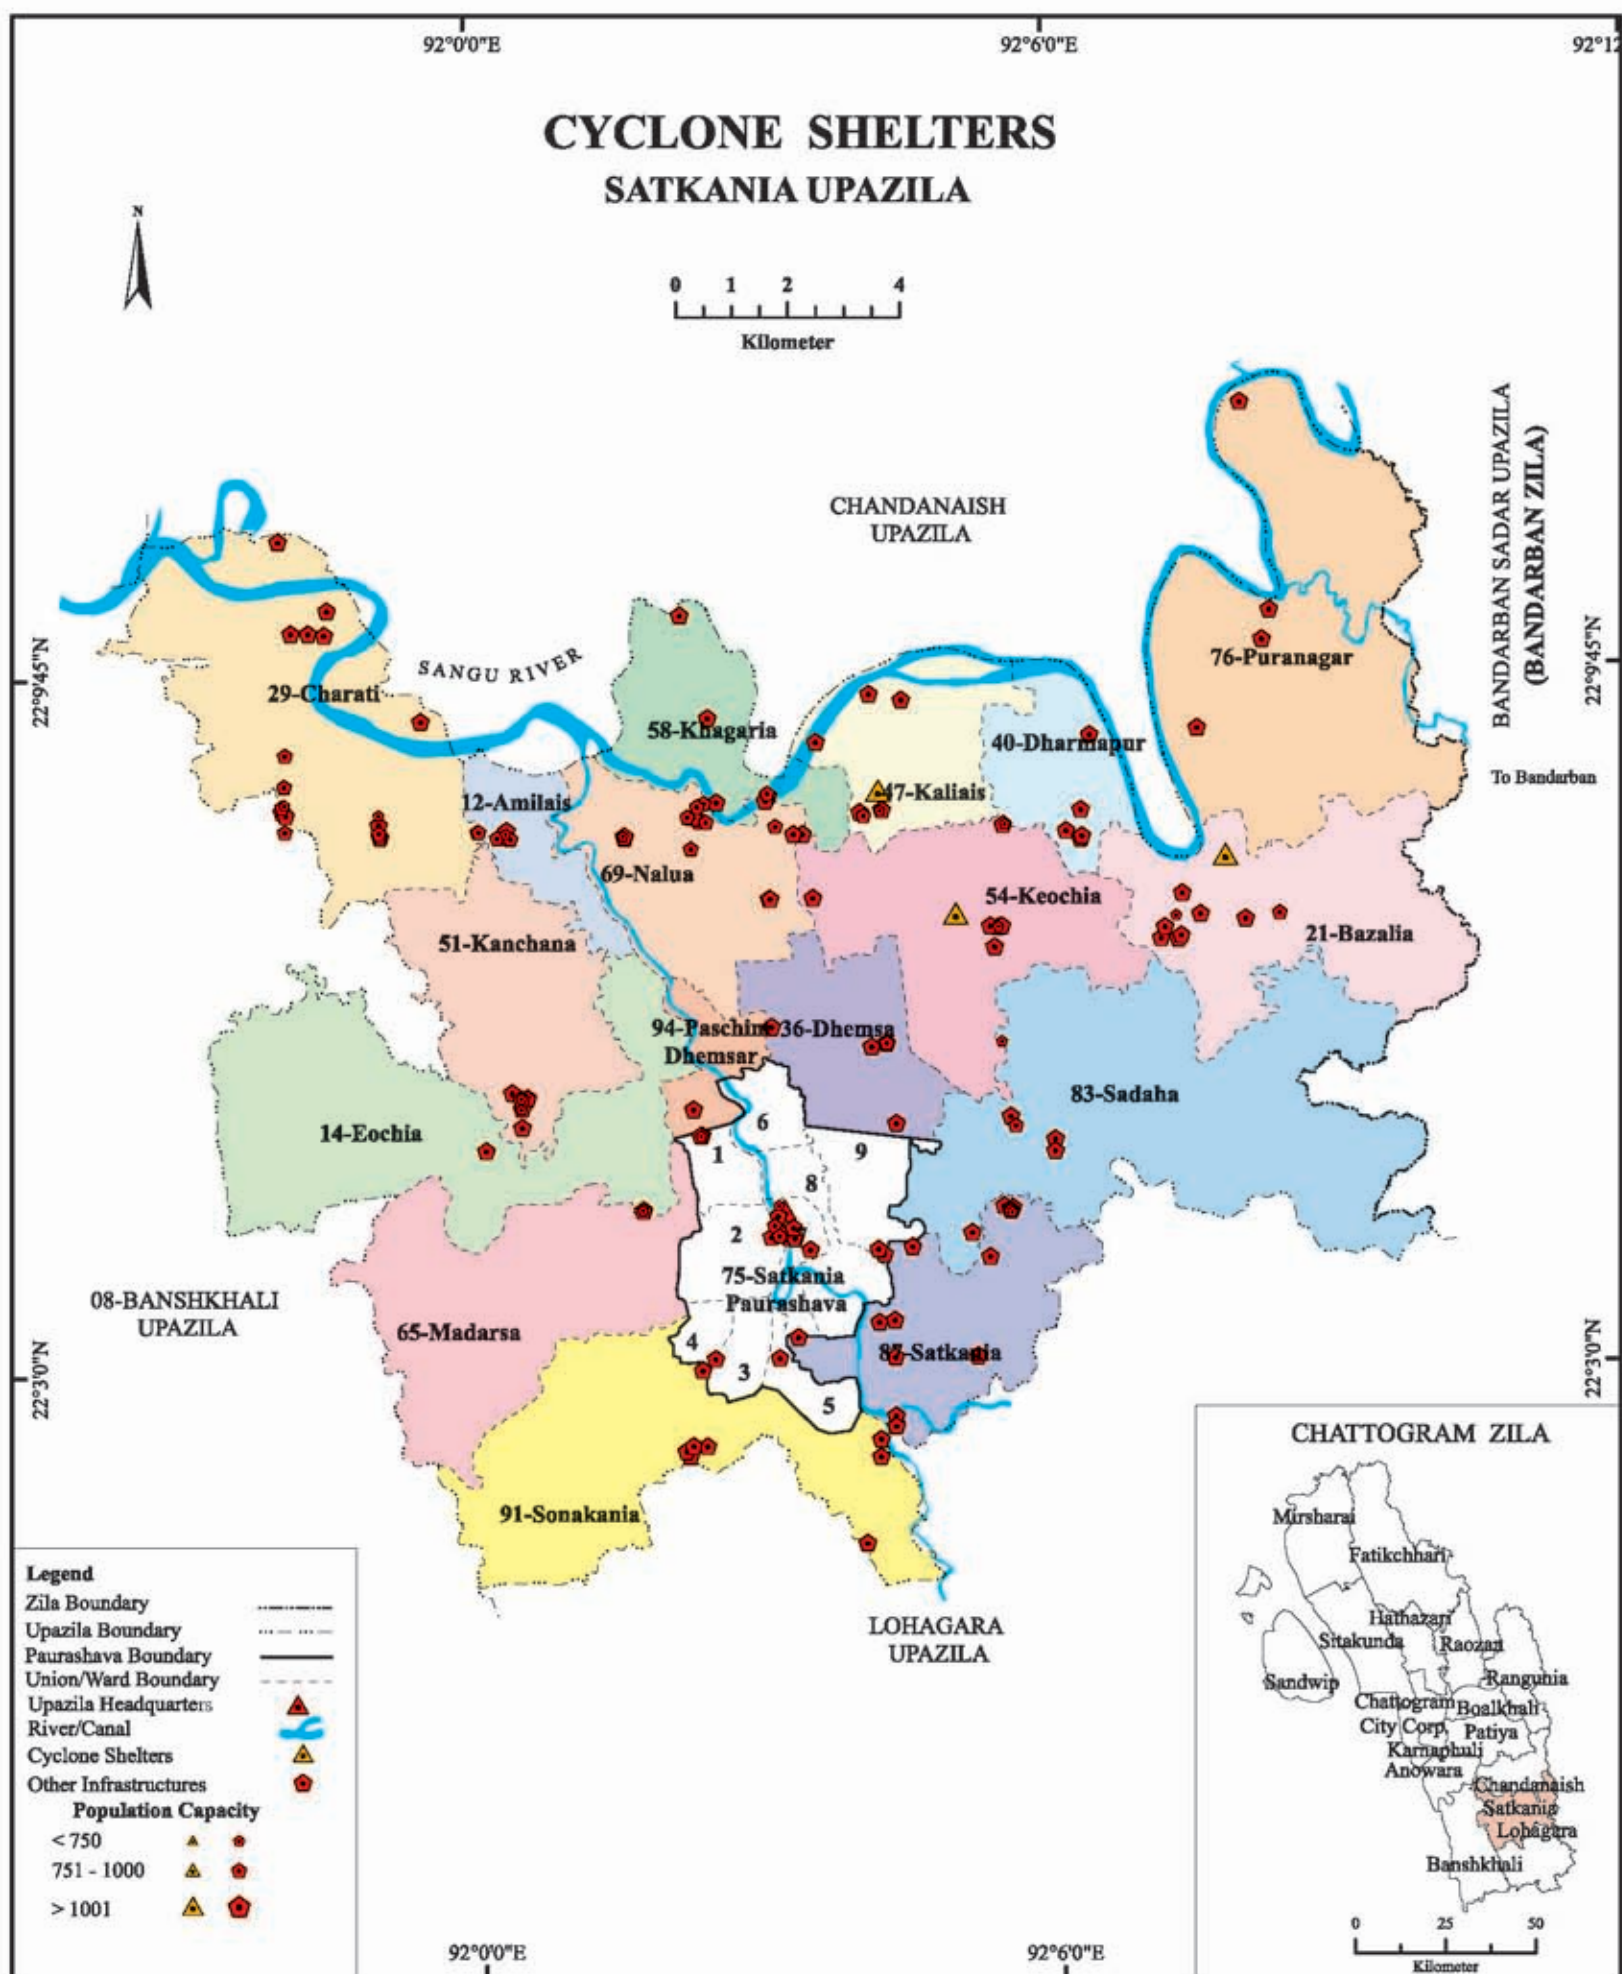 92°0'0"E
92°6'0"E
92°12
CYCLONE SHELTERS
SATKANIA UPAZILA
N
0 1 2 4
Kilometer
CHANDANAISH
UPAZILA
BANDARBAN SADAR UPAZILA
(BANDARBAN ZILA)
22°9'45"N
22°9'45"N
SANGU RIVER
76-Puranagar
29-Charati
58-Khagaria
40-Dharmapur
To Bandarban
47-Kaliais
12-Amilais
69-Nalua
54-Keochia
21-Bazalia
51-Kanchana
94-Paschim
Dhemsar
36-Dhemsa
83-Sadaha
14-Eochia
6
1
9
8
2
75-Satkania
Paurashava
08-BANSHKHALI
UPAZILA
65-Madarsa
4
3
5
87-Satkania
22°3'0"N
22°3'0"N
91-Sonakania
LOHAGARA
UPAZILA
Legend
Zila Boundary
Upazila Boundary
Paurashava Boundary
Union/Ward Boundary
Upazila Headquarters
River/Canal
Cyclone Shelters
Other Infrastructures
Population Capacity
< 750
751 - 1000
> 1001
92°0'0"E
92°6'0"E
CHATTOGRAM ZILA
Mirsharai
Fatikchhari
Hathazari
Sitakunda
Raozan
Sandwip
Rangunia
Chattogram
City Corp.
Boalkhali
Patiya
Karnaphuli
Anowara
Chandanaish
Satkania
Lohagara
Banshkhali
0 25 50
Kilometer